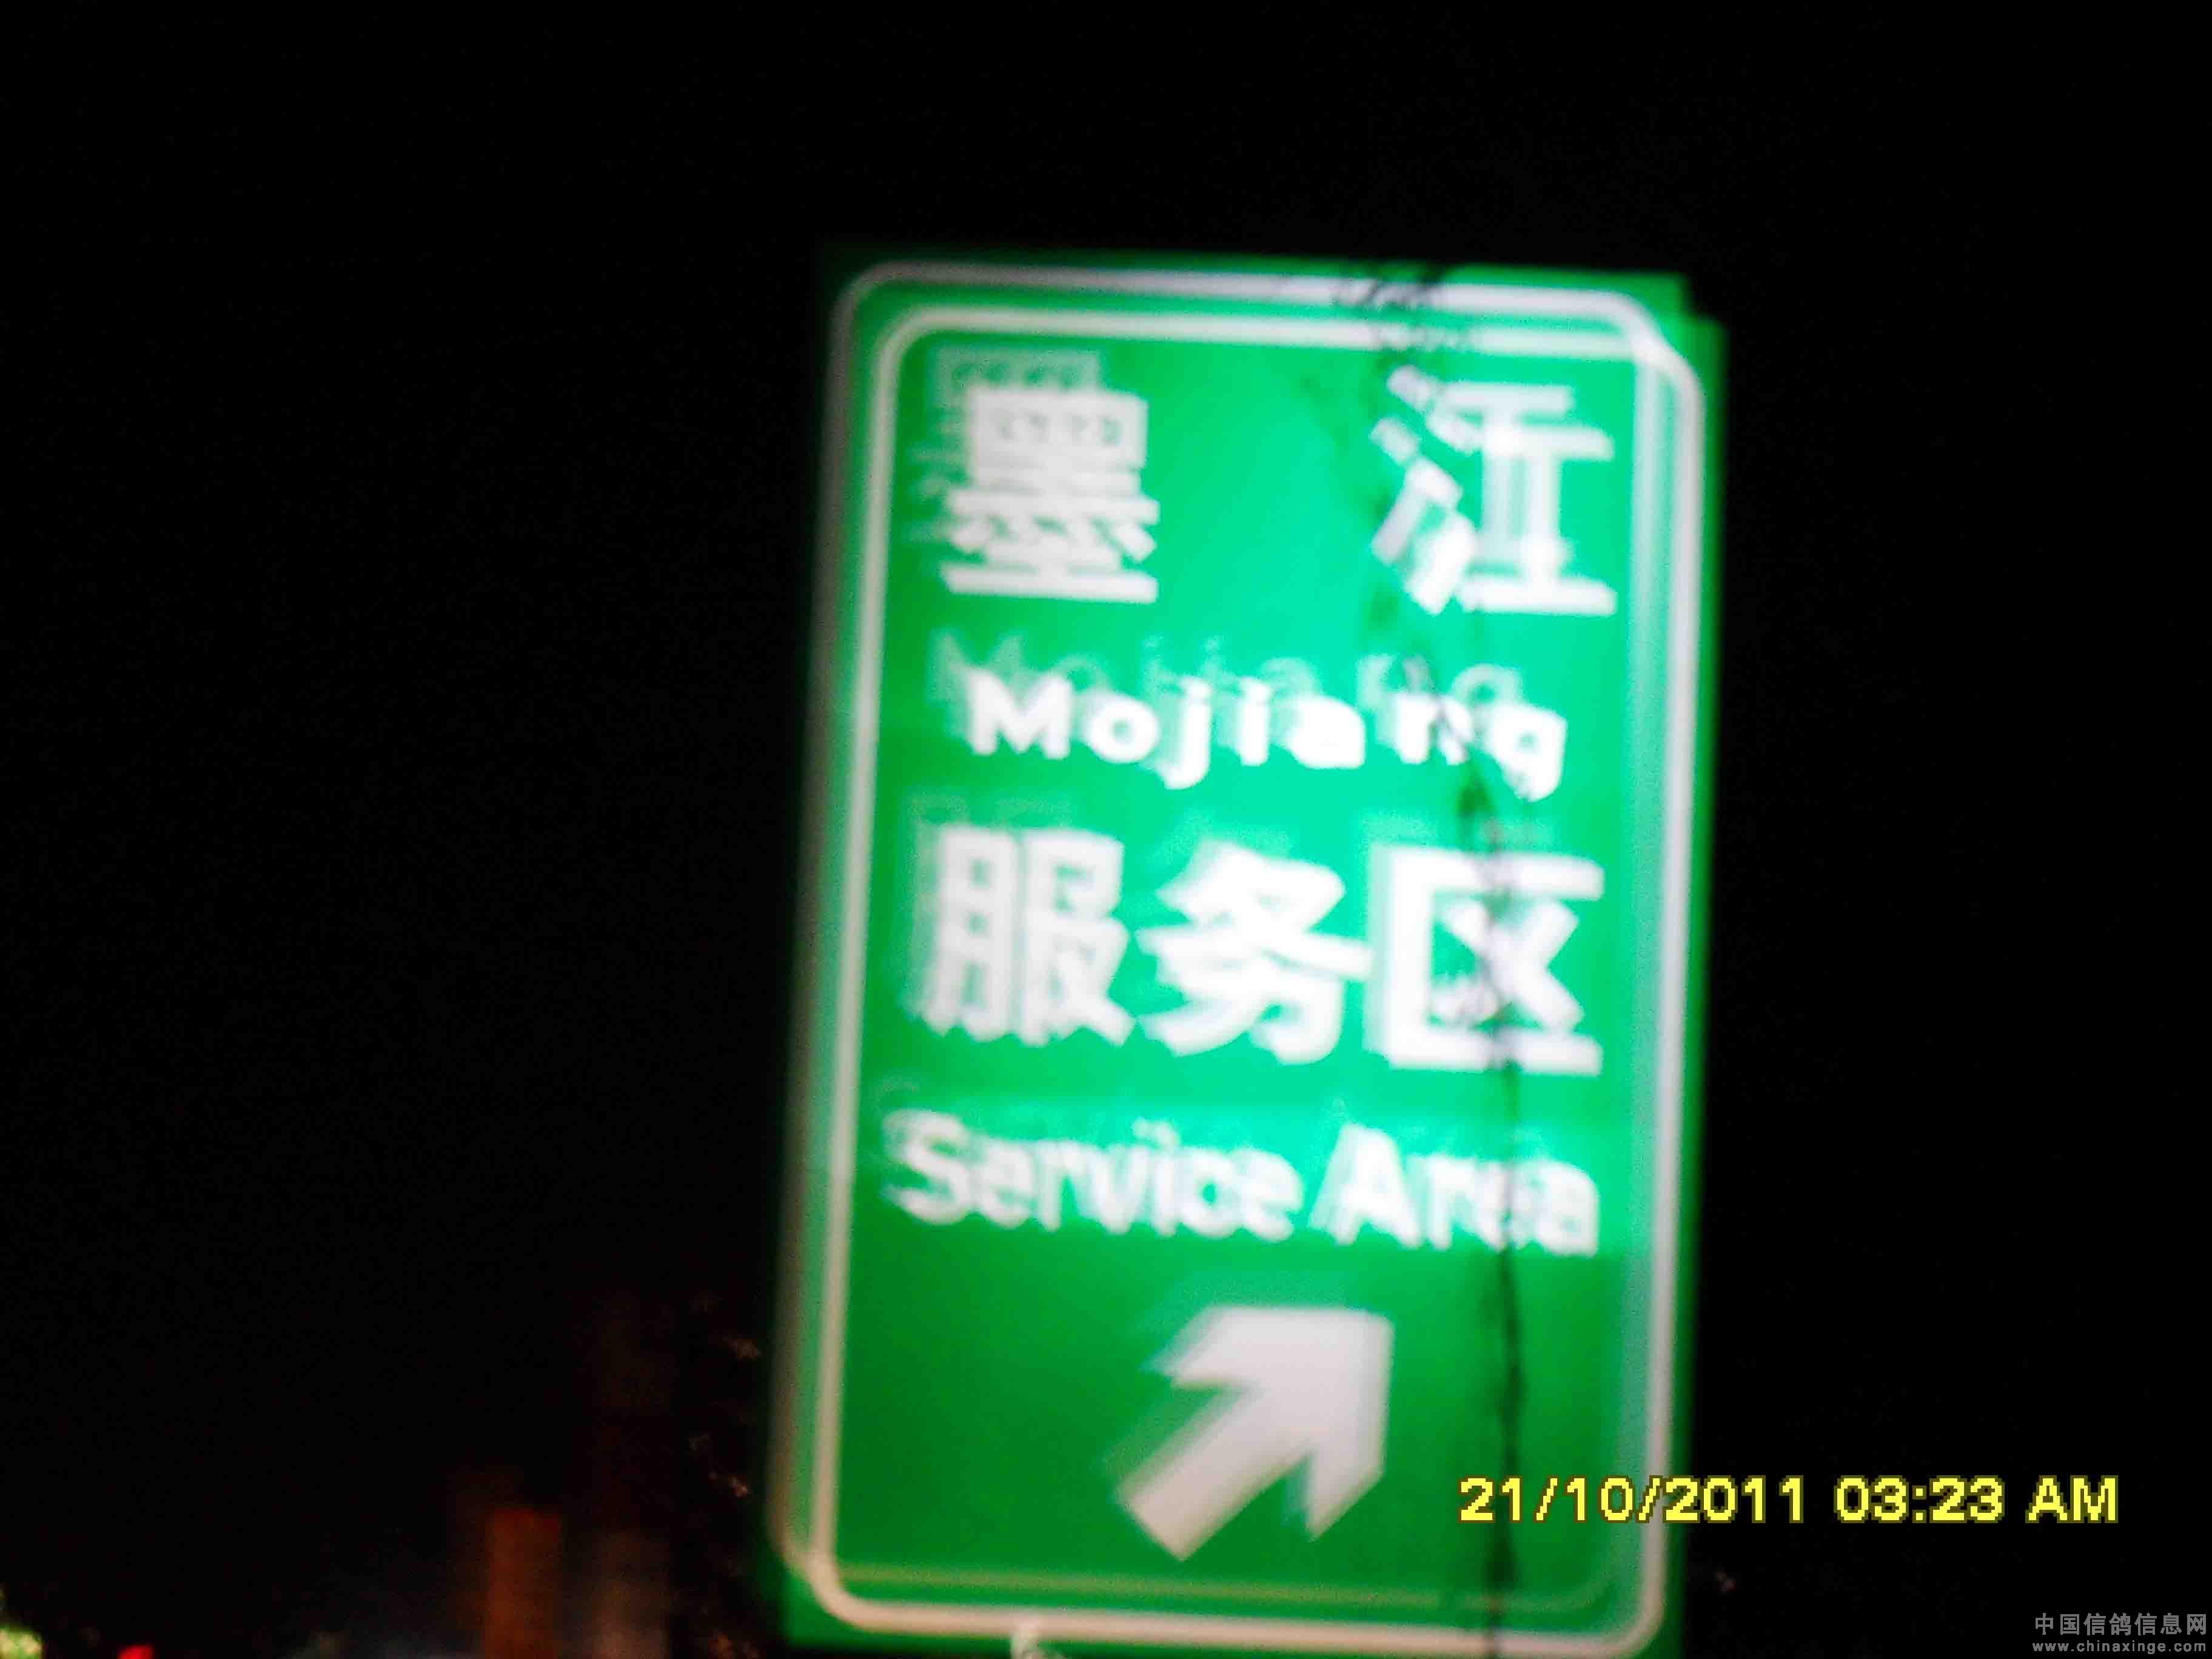 墨江
Mojiang
服务区
Service Area
21/10/2011 03:23 AM
中国信鸽信息网
www.chinaxinge.com